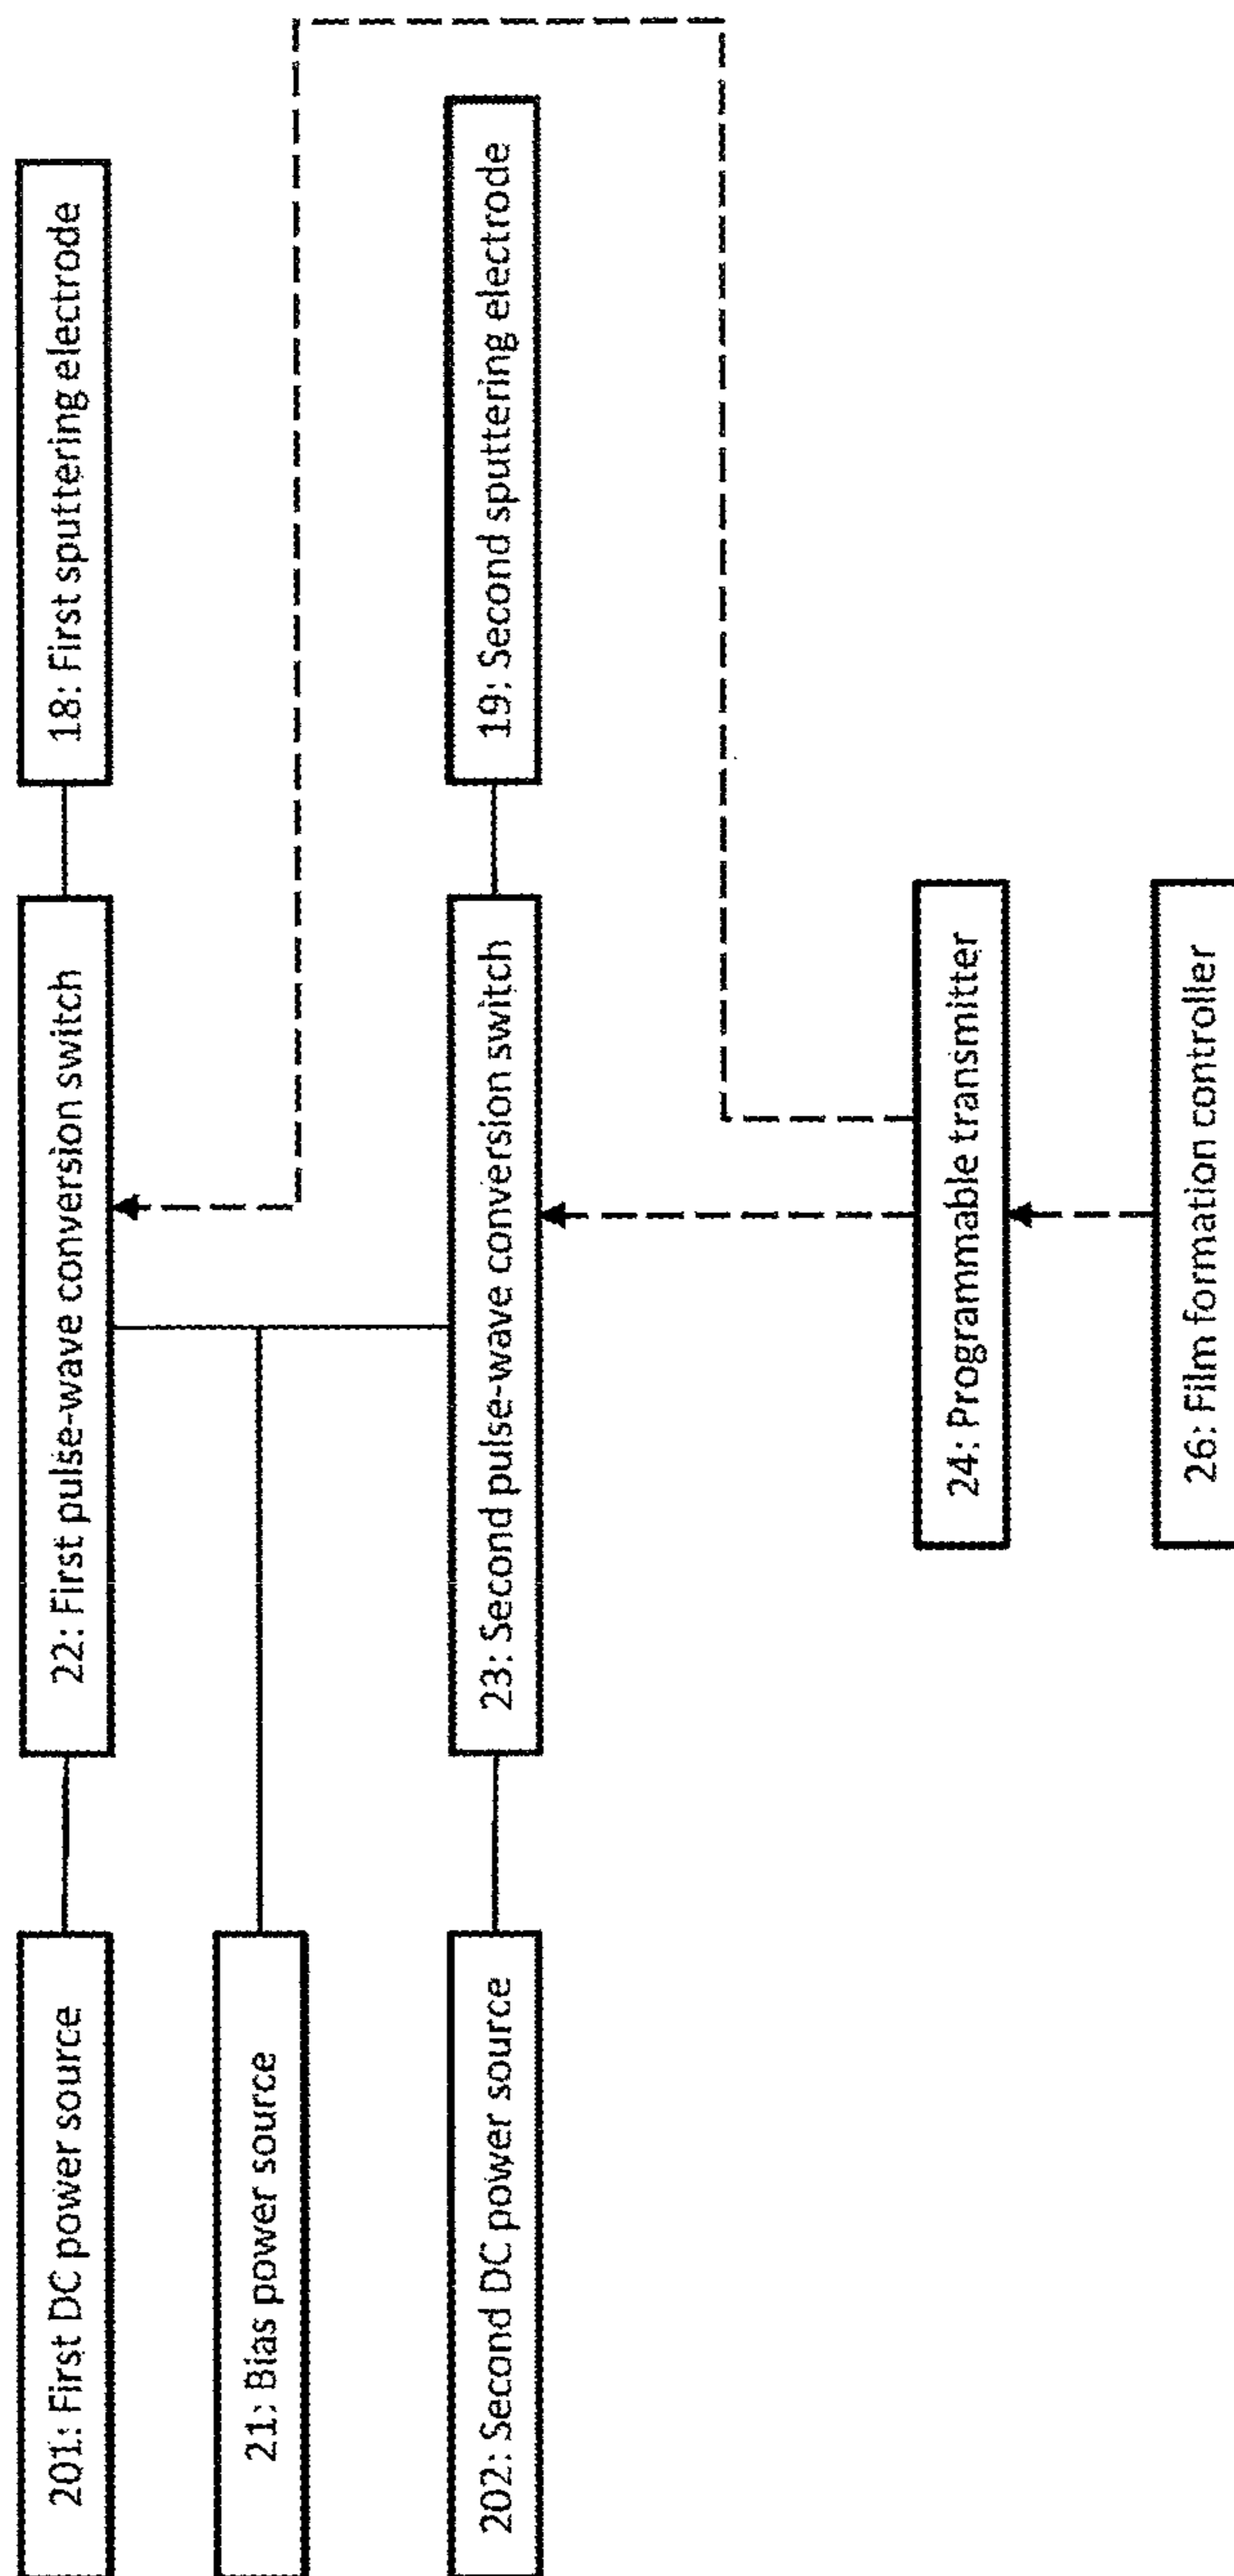 201: First DC power source
22: First pulse-wave conversion switch
18: First sputtering electrode
21: Bias power source
202: Second DC power source
23: Second pulse-wave conversion switch
19: Second sputtering electrode
24: Programmable transmitter
26: Film formation controller